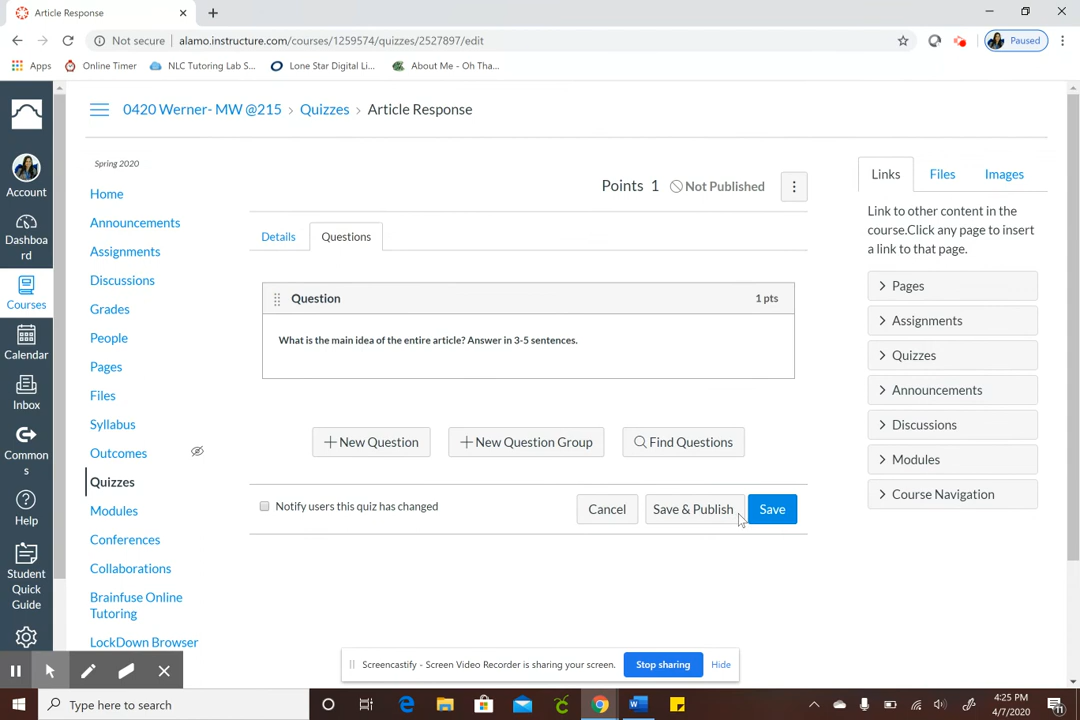 Article Response
Not secure
alamo.instructure.com/courses/1259574/quizzes/2527897/edit
Paused
Apps
Online Timer
NLC Tutoring Lab S...
Lone Star Digital Li...
About Me - Oh Tha...
0420 Werner- MW @215 > Quizzes > Article Response
Spring 2020
Account
Dashboa
rd
Courses
Calendar
Inbox
Common
s
Help
Student
Quick
Guide
Home
Announcements
Assignments
Discussions
Grades
People
Pages
Files
Syllabus
Outcomes
Quizzes
Modules
Conferences
Collaborations
Brainfuse Online
Tutoring
LockDown Browser
Points 1 Not Published
Details
Questions
Question 1 pts
What is the main idea of the entire article? Answer in 3-5 sentences.
+ New Question
+ New Question Group
Find Questions
Notify users this quiz has changed
Cancel
Save & Publish
Save
Links
Files
Images
Link to other content in the
course.Click any page to insert
a link to that page.
Pages
Assignments
Quizzes
Announcements
Discussions
Modules
Course Navigation
Screencastify - Screen Video Recorder is sharing your screen.
Stop sharing
Hide
Type here to search
4:25 PM
4/7/2020
11